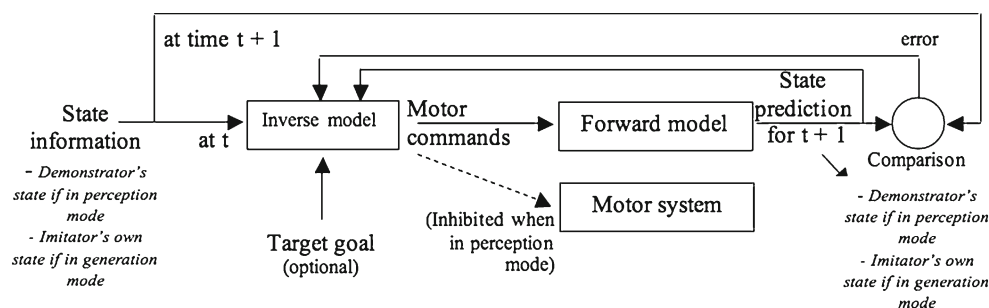 at time t + 1
error
State
information
at t
Inverse model
Motor
commands
Forward model
State
prediction
for t + 1
Comparison
- Demonstrator's
state if in perception
mode
- Imitator's own
state if in generation
mode
Target goal
(optional)
(Inhibited when
in perception
mode)
Motor system
- Demonstrator's
state if in perception
mode
- Imitator's own
state if in generation
mode